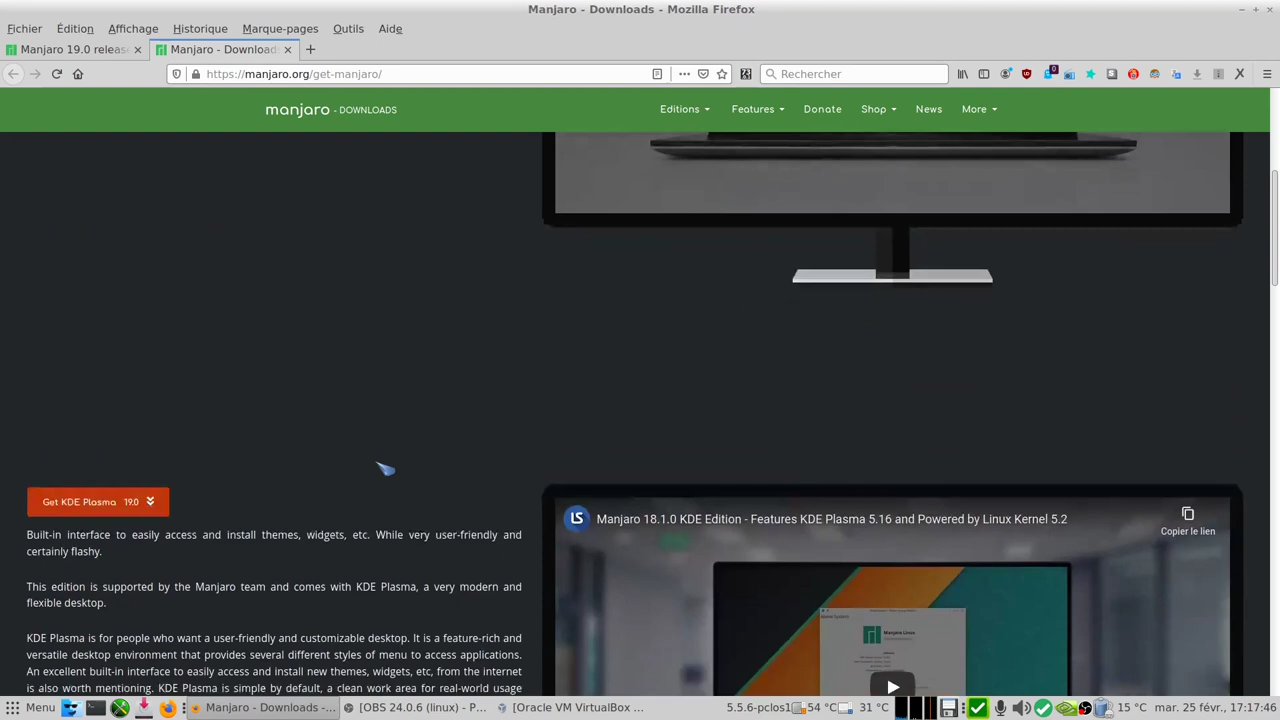 Manjaro - Downloads - Mozilla Firefox
Fichier Édition Affichage Historique Marque-pages Outils Aide
Manjaro 19.0 releas Manjaro - Downloads
https://manjaro.org/get-manjaro/ Rechercher 0 X
manjaro - DOWNLOADS Editions Features Donate Shop News More
Get KDE Plasma 19.0
Built-in interface to easily access and install themes, widgets, etc. While very user-friendly and
certainly flashy.
This edition is supported by the Manjaro team and comes with KDE Plasma, a very modern and
flexible desktop.
KDE Plasma is for people who want a user-friendly and customizable desktop. It is a feature-rich and
versatile desktop environment that provides several different styles of menu to access applications.
An excellent built-in interface to easily access and install new themes, widgets, etc, from the internet
is also worth mentioning. KDE Plasma is simple by default, a clean work area for real-world usage
LS Manjaro 18.1.0 KDE Edition - Features KDE Plasma 5.16 and Powered by Linux Kernel 5.2
Copier le lien
Manjaro Linux
Menu Manjaro - Downloads -... [OBS 24.0.6 (linux) - P... [Oracle VM VirtualBox ... 5.5.6-pclos1 54 °C 31 °C 15 °C mar. 25 févr., 17:17:46